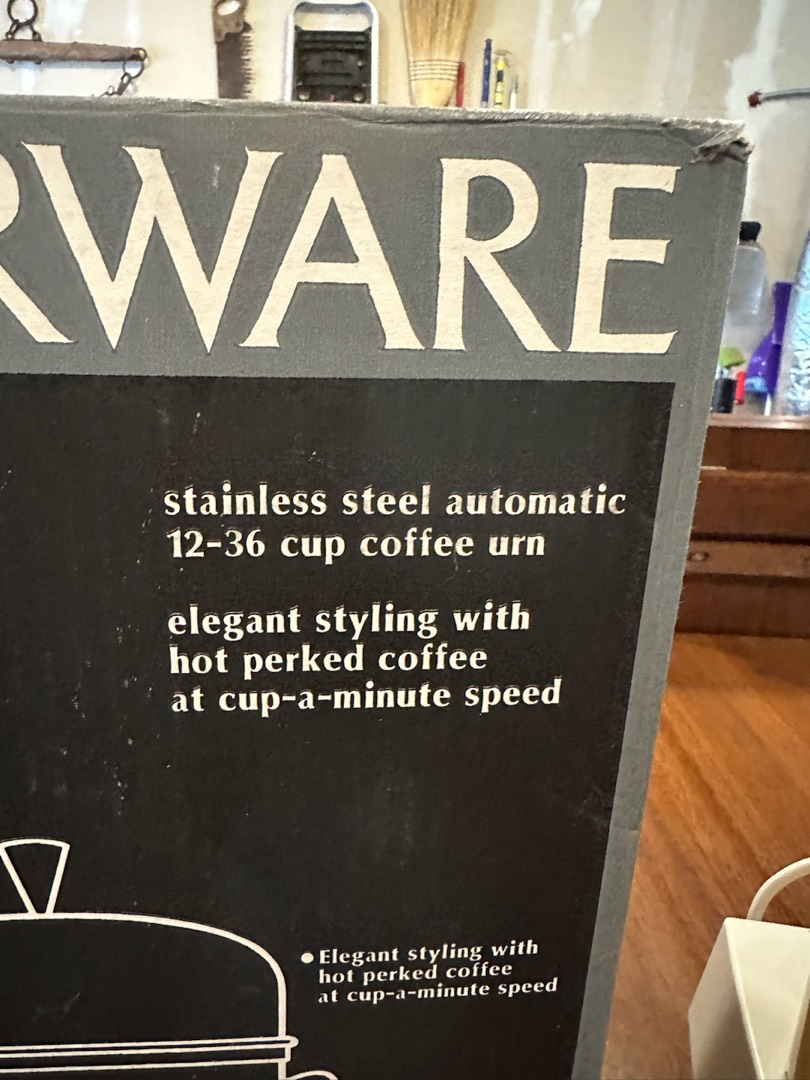 RWARE
stainless steel automatic
12-36 cup coffee urn
elegant styling with
hot perked coffee
at cup-a-minute speed
● Elegant styling with
hot perked coffee
at cup-a-minute speed